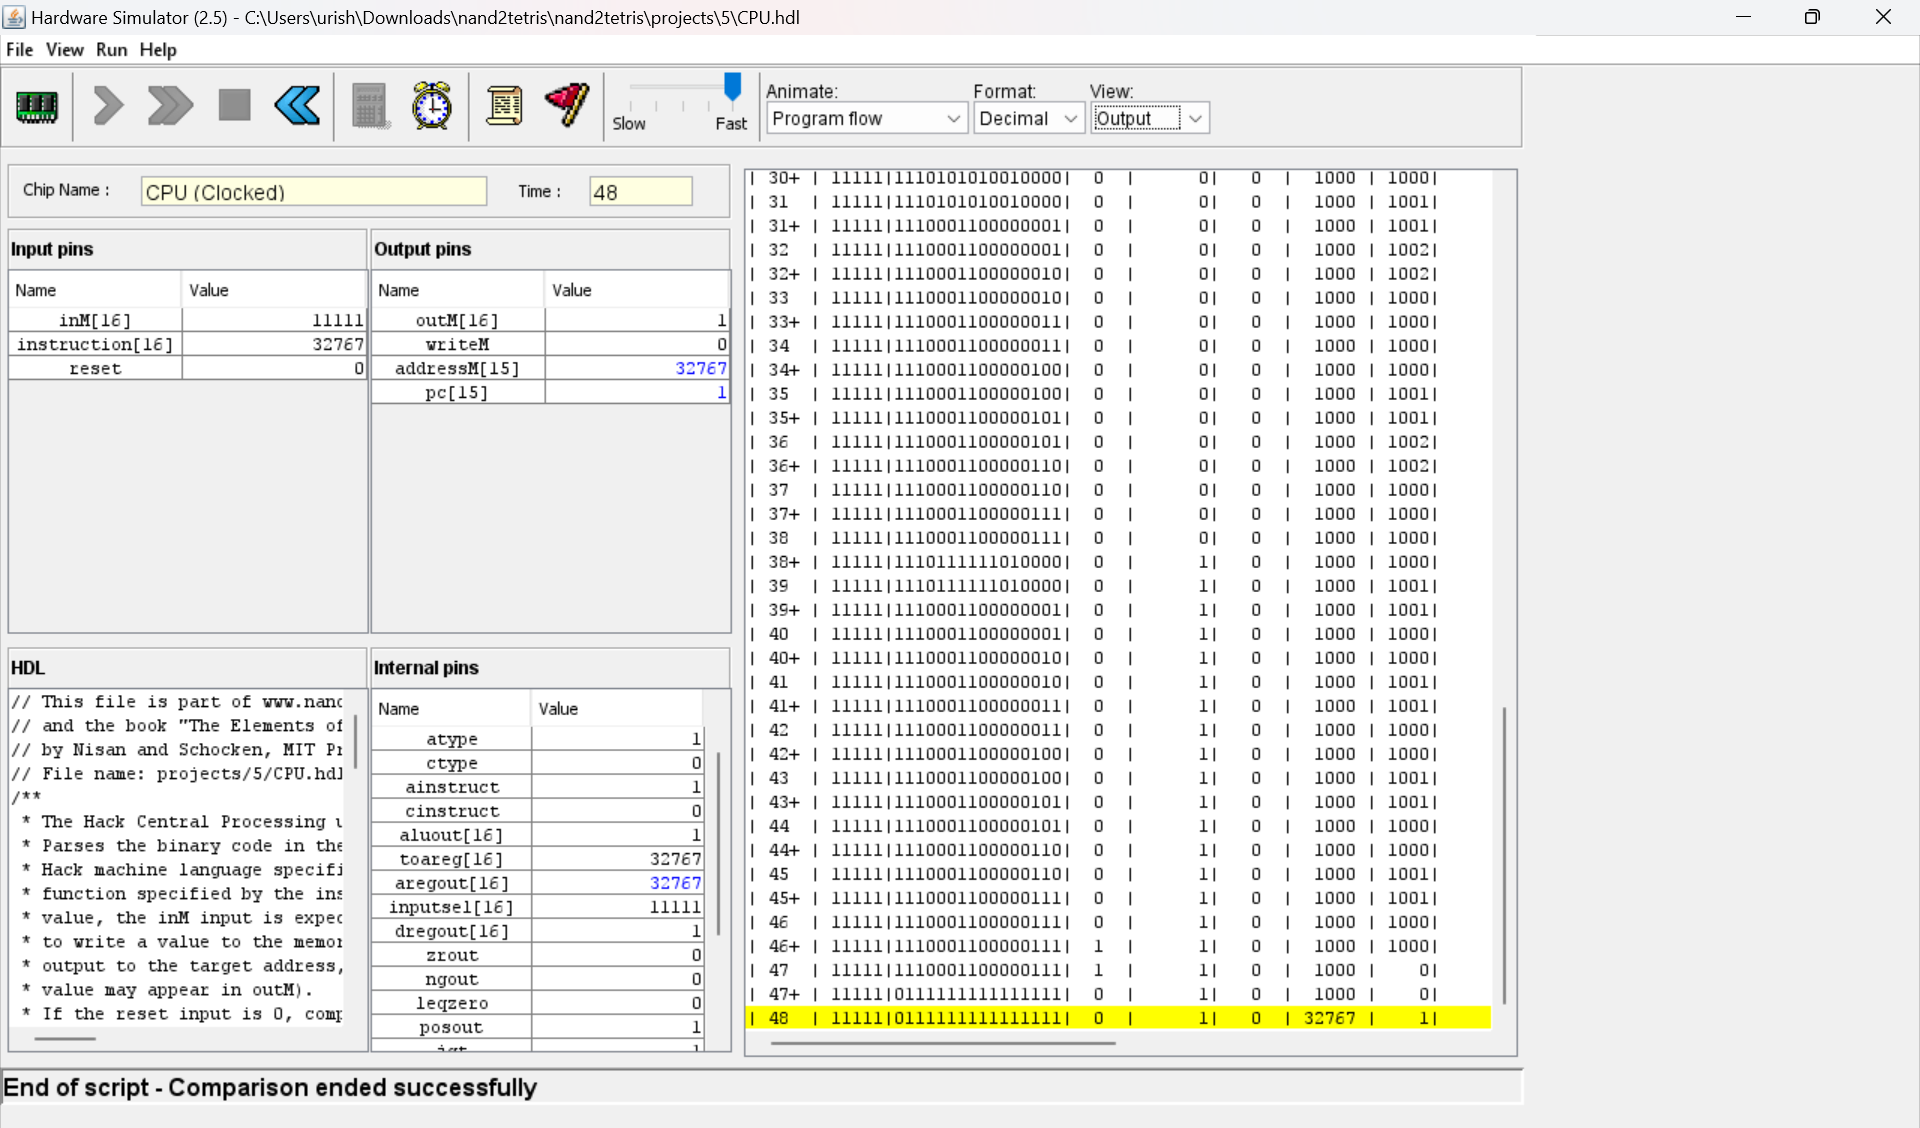 Hardware Simulator (2.5) - C:\Users\urish\Downloads\nand2tetris\nand2tetris\projects\5\CPU.hdl
File View Run Help
Slow Fast
Animate:
Program flow
Format:
Decimal
View:
Output
Chip Name :
CPU (Clocked)
Time :
48
Input pins
Name Value
inM[16] 11111
instruction[16] 32767
reset 0
Output pins
Name Value
outM[16] 1
writeM 0
addressM[15] 32767
pc[15] 1
HDL
// This file is part of www.nand
// and the book "The Elements of
// by Nisan and Schocken, MIT Pr
// File name: projects/5/CPU.hdl
/**
* The Hack Central Processing u
* Parses the binary code in the
* Hack machine language specifi
* function specified by the ins
* value, the inM input is expec
* to write a value to the memor
* output to the target address,
* value may appear in outM).
* If the reset input is 0, comp
Internal pins
Name Value
atype 1
ctype 0
ainstruct 1
cinstruct 0
aluout[16] 1
toareg[16] 32767
aregout[16] 32767
inputsel[16] 11111
dregout[16] 1
zrout 0
ngout 0
leqzero 0
posout 1
jgt 1
| 30+ | 11111|1110101010010000| 0 | 0| 0 | 1000 | 1000|
| 31 | 11111|1110101010010000| 0 | 0| 0 | 1000 | 1001|
| 31+ | 11111|1110001100000001| 0 | 0| 0 | 1000 | 1001|
| 32 | 11111|1110001100000001| 0 | 0| 0 | 1000 | 1002|
| 32+ | 11111|1110001100000010| 0 | 0| 0 | 1000 | 1002|
| 33 | 11111|1110001100000010| 0 | 0| 0 | 1000 | 1000|
| 33+ | 11111|1110001100000011| 0 | 0| 0 | 1000 | 1000|
| 34 | 11111|1110001100000011| 0 | 0| 0 | 1000 | 1000|
| 34+ | 11111|1110001100000100| 0 | 0| 0 | 1000 | 1000|
| 35 | 11111|1110001100000100| 0 | 0| 0 | 1000 | 1001|
| 35+ | 11111|1110001100000101| 0 | 0| 0 | 1000 | 1001|
| 36 | 11111|1110001100000101| 0 | 0| 0 | 1000 | 1002|
| 36+ | 11111|1110001100000110| 0 | 0| 0 | 1000 | 1002|
| 37 | 11111|1110001100000110| 0 | 0| 0 | 1000 | 1000|
| 37+ | 11111|1110001100000111| 0 | 0| 0 | 1000 | 1000|
| 38 | 11111|1110001100000111| 0 | 0| 0 | 1000 | 1000|
| 38+ | 11111|1110111111010000| 0 | 1| 0 | 1000 | 1000|
| 39 | 11111|1110111111010000| 0 | 1| 0 | 1000 | 1001|
| 39+ | 11111|1110001100000001| 0 | 1| 0 | 1000 | 1001|
| 40 | 11111|1110001100000001| 0 | 1| 0 | 1000 | 1000|
| 40+ | 11111|1110001100000010| 0 | 1| 0 | 1000 | 1000|
| 41 | 11111|1110001100000010| 0 | 1| 0 | 1000 | 1001|
| 41+ | 11111|1110001100000011| 0 | 1| 0 | 1000 | 1001|
| 42 | 11111|1110001100000011| 0 | 1| 0 | 1000 | 1000|
| 42+ | 11111|1110001100000100| 0 | 1| 0 | 1000 | 1000|
| 43 | 11111|1110001100000100| 0 | 1| 0 | 1000 | 1001|
| 43+ | 11111|1110001100000101| 0 | 1| 0 | 1000 | 1001|
| 44 | 11111|1110001100000101| 0 | 1| 0 | 1000 | 1000|
| 44+ | 11111|1110001100000110| 0 | 1| 0 | 1000 | 1000|
| 45 | 11111|1110001100000110| 0 | 1| 0 | 1000 | 1001|
| 45+ | 11111|1110001100000111| 0 | 1| 0 | 1000 | 1001|
| 46 | 11111|1110001100000111| 0 | 1| 0 | 1000 | 1000|
| 46+ | 11111|1110001100000111| 1 | 1| 0 | 1000 | 1000|
| 47 | 11111|1110001100000111| 1 | 1| 0 | 1000 | 0|
| 47+ | 11111|0111111111111111| 0 | 1| 0 | 1000 | 0|
| 48 | 11111|0111111111111111| 0 | 1| 0 | 32767 | 1|
End of script - Comparison ended successfully